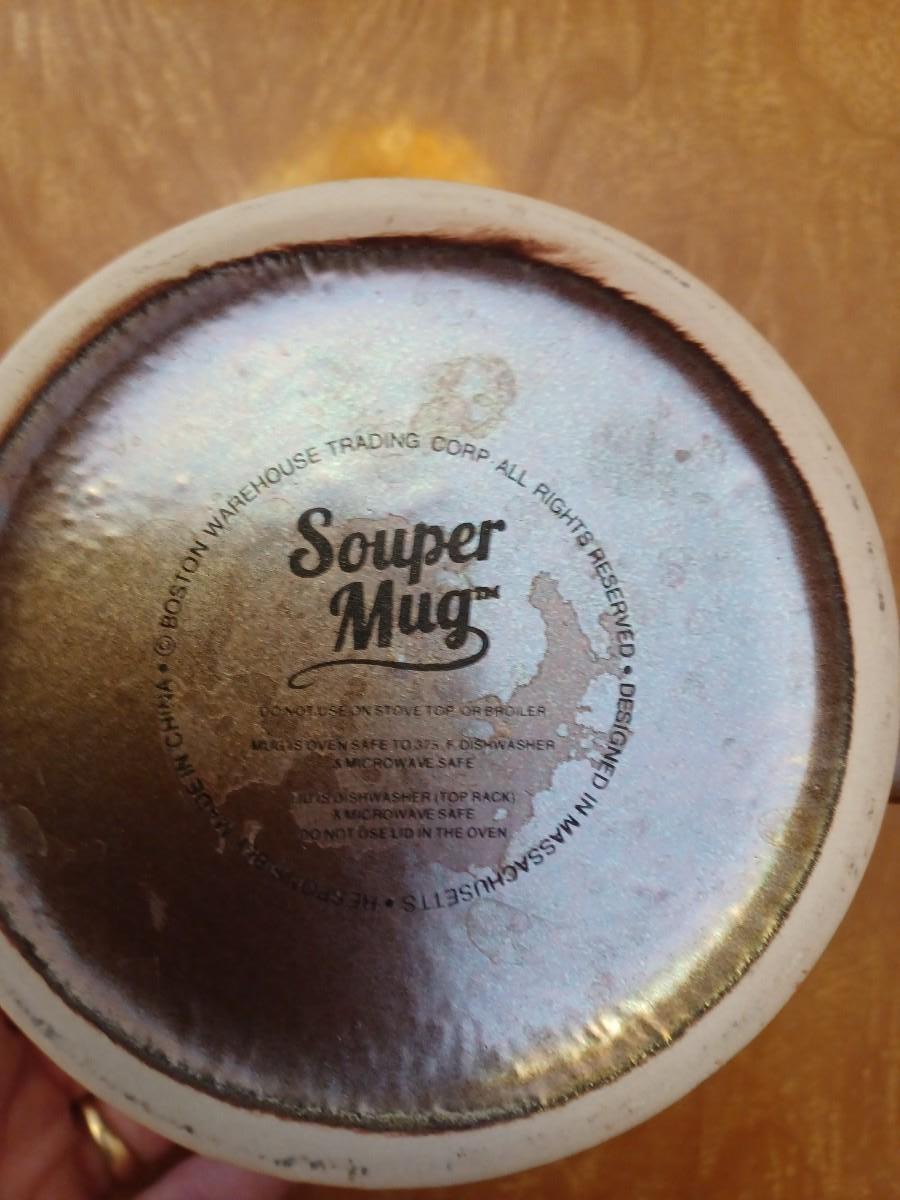 Souper
Mug™
DO NOT USE ON STOVE TOP OR BROILER
MUG IS OVEN SAFE TO 375. F. DISHWASHER
& MICROWAVE SAFE
LID IS DISHWASHER (TOP RACK)
& MICROWAVE SAFE
DO NOT USE LID IN THE OVEN
© BOSTON WAREHOUSE TRADING CORP. ALL RIGHTS RESERVED • DESIGNED IN MASSACHUSETTS • RESPONSIBLY MADE IN CHINA •